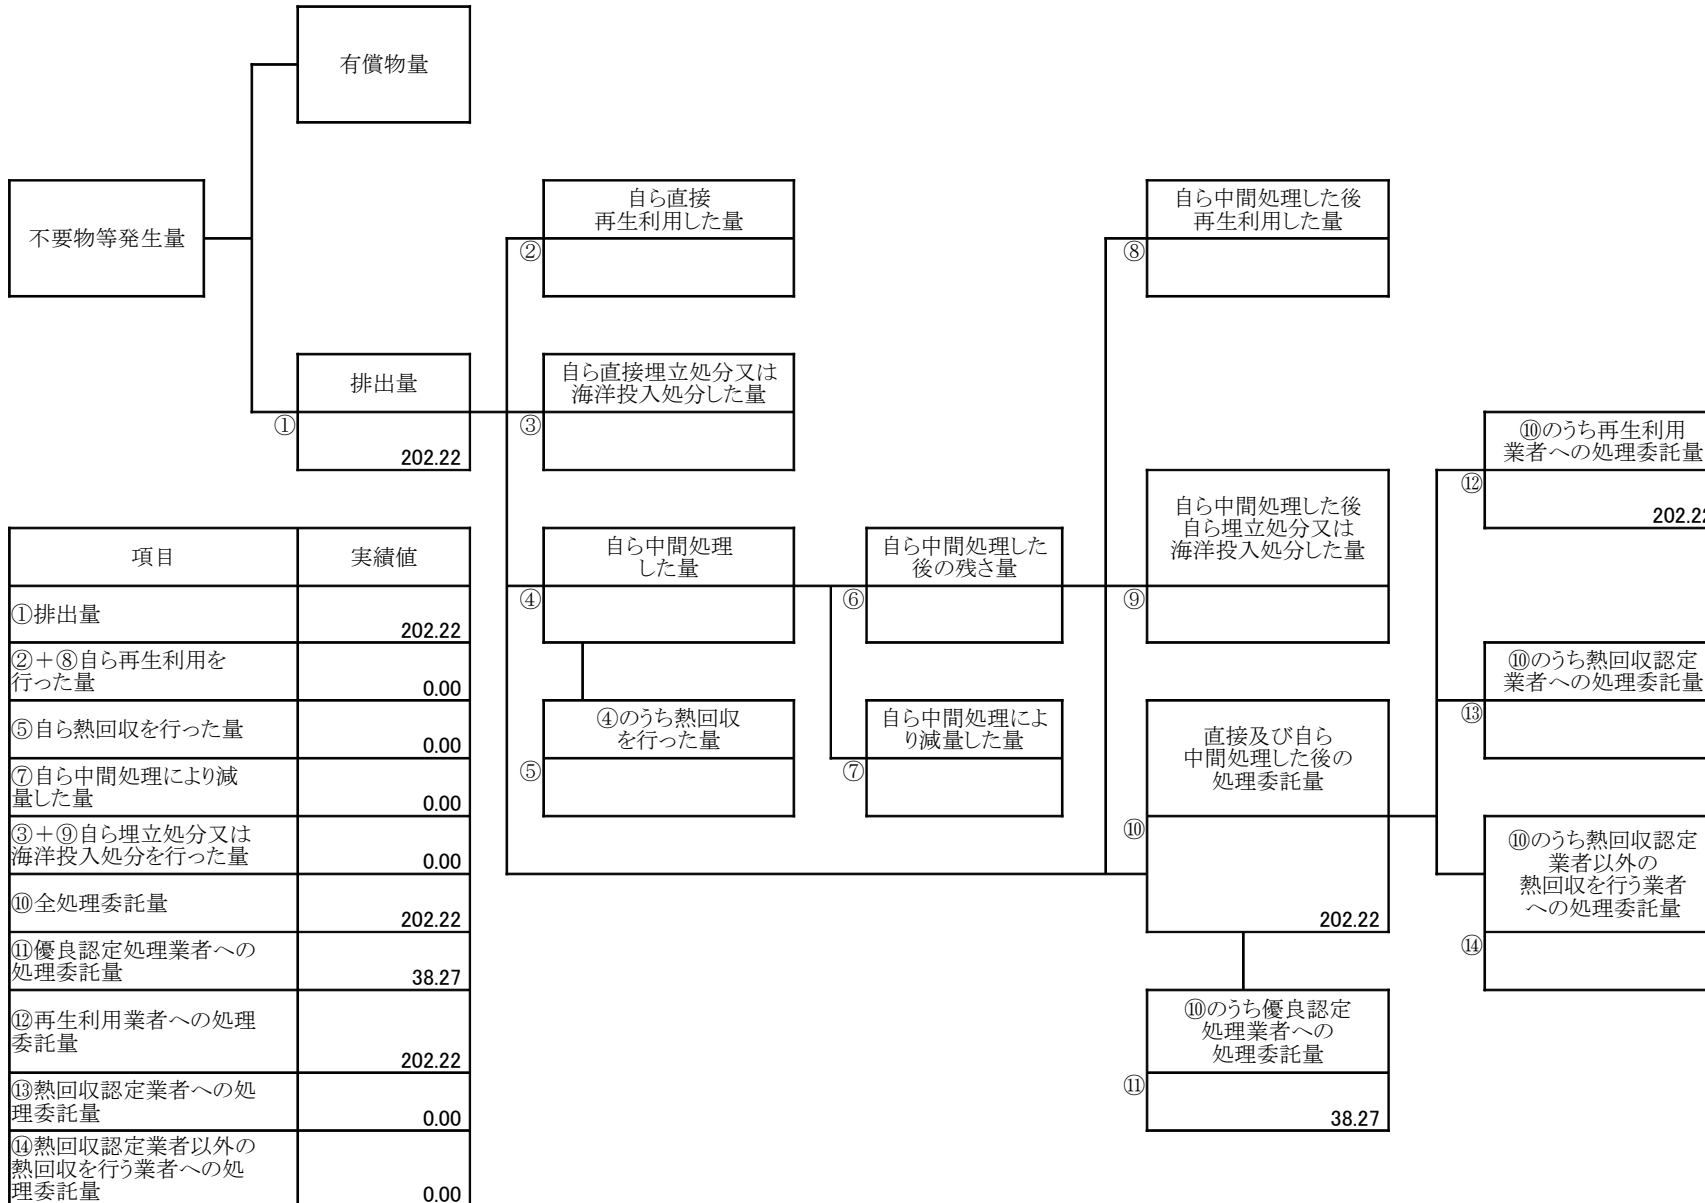 有償物量
不要物等発生量
自ら直接
再生利用した量
②
自ら中間処理した後
再生利用した量
⑧
排出量
①
202.22
自ら直接埋立処分又は
海洋投入処分した量
③
⑩のうち再生利用
業者への処理委託量
⑫
202.22
自ら中間処理
した量
④
自ら中間処理した
後の残さ量
⑥
自ら中間処理した後
自ら埋立処分又は
海洋投入処分した量
⑨
④のうち熱回収
を行った量
⑤
自ら中間処理によ
り減量した量
⑦
直接及び自ら
中間処理した後の
処理委託量
⑩
202.22
⑩のうち熱回収認定
業者への処理委託量
⑬
⑩のうち熱回収認定
業者以外の
熱回収を行う業者
への処理委託量
⑭
⑩のうち優良認定
処理業者への
処理委託量
⑪
38.27
項目 実績値
①排出量 202.22
②+⑧自ら再生利用を
行った量 0.00
⑤自ら熱回収を行った量 0.00
⑦自ら中間処理により減
量した量 0.00
③+⑨自ら埋立処分又は
海洋投入処分を行った量 0.00
⑩全処理委託量 202.22
⑪優良認定処理業者への
処理委託量 38.27
⑫再生利用業者への処理
委託量 202.22
⑬熱回収認定業者への処
理委託量 0.00
⑭熱回収認定業者以外の
熱回収を行う業者への処
理委託量 0.00